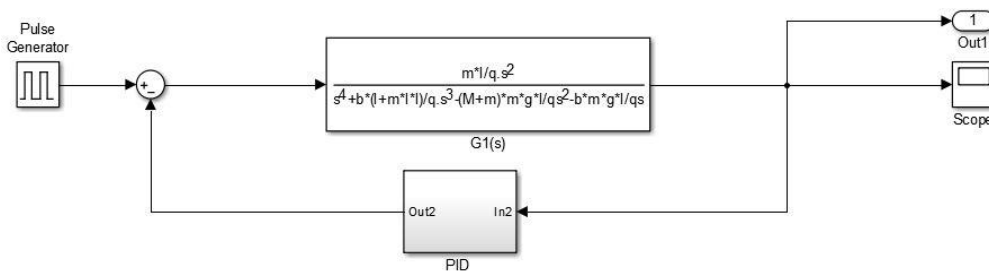 Pulse
Generator
+
−
m*l/q.s2
s4+b*(I+m*l*l)/q.s3-(M+m)*m*g*l/qs2-b*m*g*l/qs
G1(s)
1
Out1
Scope
Out2
In2
PID